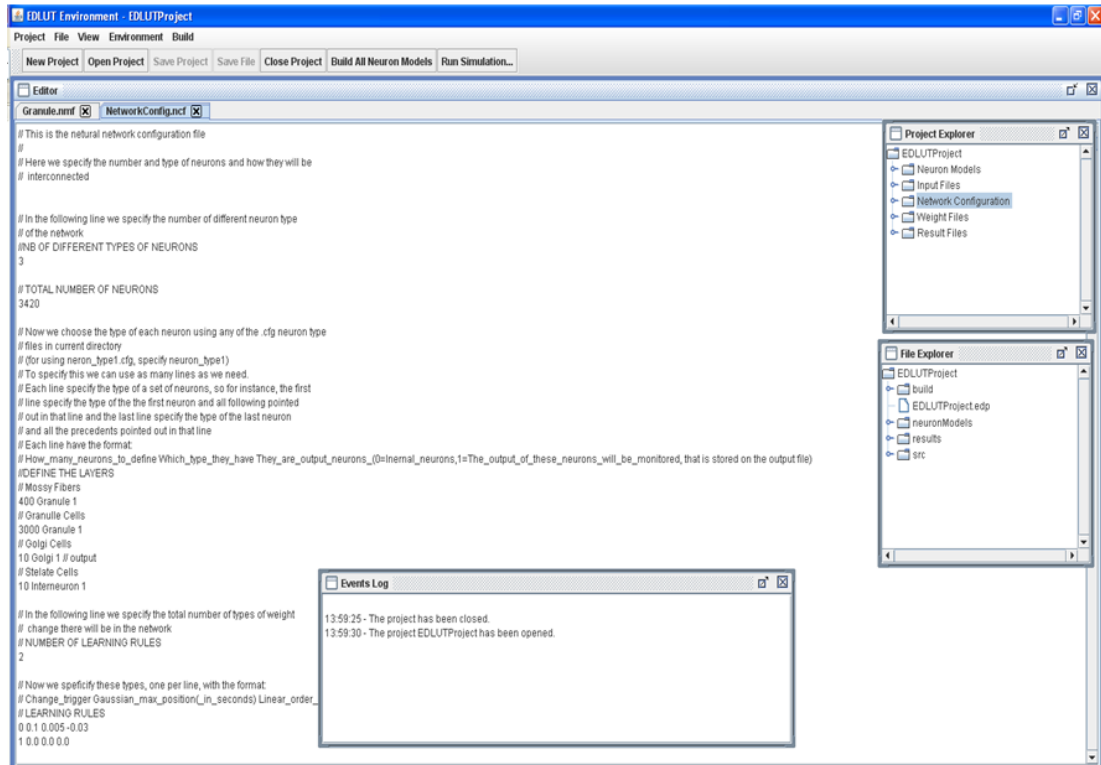 EDLUT Environment - EDLUTProject
Project File View Environment Build
New Project Open Project Save Project Save File Close Project Build All Neuron Models Run Simulation...
Editor
Granule.nmf NetworkConfig.ncf
// This is the netural network configuration file
//
// Here we specify the number and type of neurons and how they will be
// interconnected
// In the following line we specify the number of different neuron type
// of the network
//NB OF DIFFERENT TYPES OF NEURONS
3
// TOTAL NUMBER OF NEURONS
3420
// Now we choose the type of each neuron using any of the .cfg neuron type
// files in current directory
// (for using neron_type1.cfg, specify neuron_type1)
// To specify this we can use as many lines as we need.
// Each line specify the type of a set of neurons, so for instance, the first
// line specify the type of the the first neuron and all following pointed
// out in that line and the last line specify the type of the last neuron
// and all the precedents pointed out in that line
// Each line have the format:
// How_many_neurons_to_define Which_type_they_have They_are_output_neurons_(0=Inernal_neurons,1=The_output_of_these_neurons_will_be_monitored, that is stored on the output file)
//DEFINE THE LAYERS
// Mossy Fibers
400 Granule 1
// Granulle Cells
3000 Granule 1
// Golgi Cells
10 Golgi 1 // output
// Stelate Cells
10 Interneuron 1
// In the following line we specify the total number of types of weight
// change there will be in the network
// NUMBER OF LEARNING RULES
2
// Now we speficify these types, one per line, with the format:
// Change_trigger Gaussian_max_position(_in_seconds) Linear_order_
// LEARNING RULES
0 0.1 0.005 -0.03
1 0.0 0.0 0.0
Project Explorer
EDLUTProject
Neuron Models
Input Files
Network Configuration
Weight Files
Result Files
File Explorer
EDLUTProject
build
EDLUTProject.edp
neuronModels
results
src
Events Log
13:59:25 - The project has been closed.
13:59:30 - The project EDLUTProject has been opened.